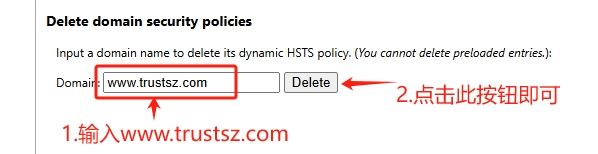 Delete domain security policies
Input a domain name to delete its dynamic HSTS policy. (You cannot delete preloaded entries.):
Domain: www.trustsz.com Delete
2.点击此按钮即可
1.输入www.trustsz.com